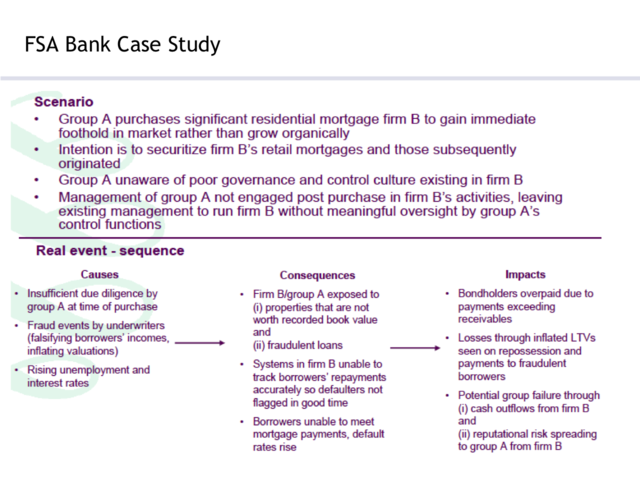 FSA Bank Case Study
Scenario
• Group A purchases significant residential mortgage firm B to gain immediate
foothold in market rather than grow organically
• Intention is to securitize firm B's retail mortgages and those subsequently
originated
• Group A unaware of poor governance and control culture existing in firm B
• Management of group A not engaged post purchase in firm B's activities, leaving
existing management to run firm B without meaningful oversight by group A's
control functions
Real event - sequence
Causes
• Insufficient due diligence by
group A at time of purchase
• Fraud events by underwriters
(falsifying borrowers' incomes,
inflating valuations)
• Rising unemployment and
interest rates
Consequences
• Firm B/group A exposed to
(i) properties that are not
worth recorded book value
and
(ii) fraudulent loans
• Systems in firm B unable to
track borrowers' repayments
accurately so defaulters not
flagged in good time
• Borrowers unable to meet
mortgage payments, default
rates rise
Impacts
• Bondholders overpaid due to
payments exceeding
receivables
• Losses through inflated LTVs
seen on repossession and
payments to fraudulent
borrowers
• Potential group failure through
(i) cash outflows from firm B
and
(ii) reputational risk spreading
to group A from firm B